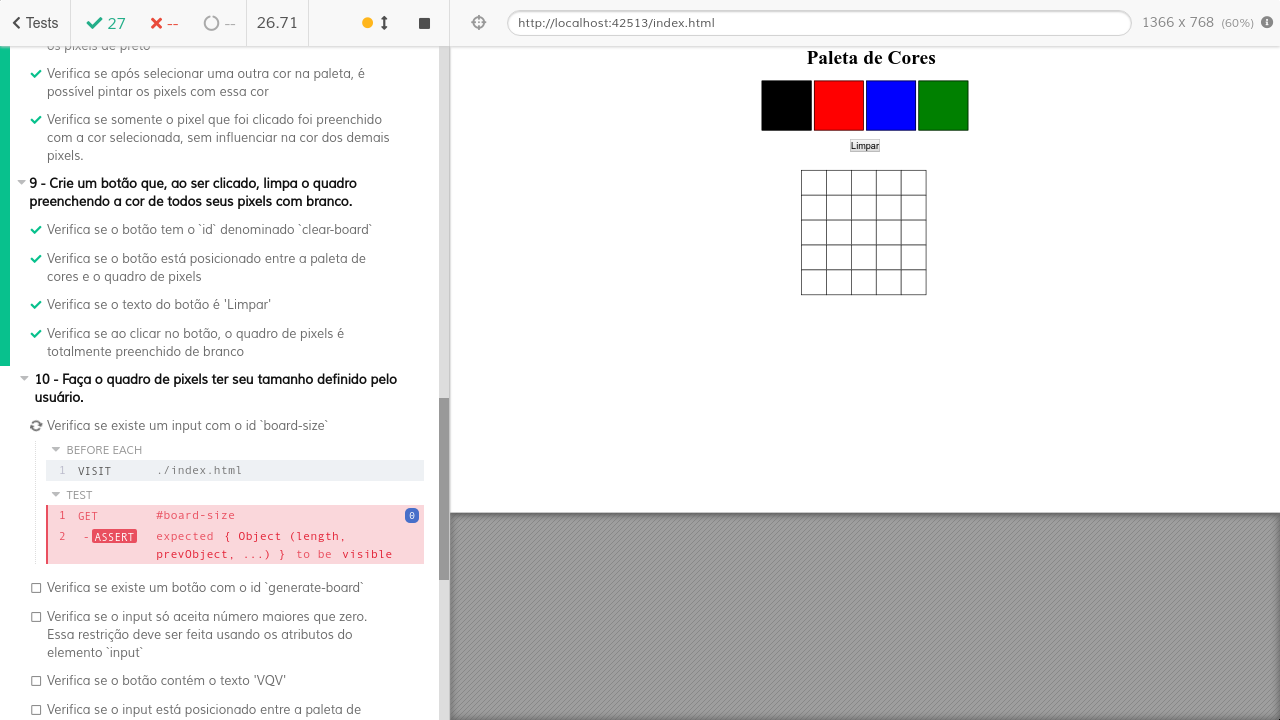 Tests
27
--
--
26.71
http://localhost:42513/index.html
1366 x 768 (60%)
os pixels de preto
Verifica se após selecionar uma outra cor na paleta, é
possível pintar os pixels com essa cor
Verifica se somente o pixel que foi clicado foi preenchido
com a cor selecionada, sem influenciar na cor dos demais
pixels.
9 - Crie um botão que, ao ser clicado, limpa o quadro
preenchendo a cor de todos seus pixels com branco.
Verifica se o botão tem o `id` denominado `clear-board`
Verifica se o botão está posicionado entre a paleta de
cores e o quadro de pixels
Verifica se o texto do botão é 'Limpar'
Verifica se ao clicar no botão, o quadro de pixels é
totalmente preenchido de branco
10 - Faça o quadro de pixels ter seu tamanho definido pelo
usuário.
Verifica se existe um input com o id `board-size`
BEFORE EACH
1 VISIT ./index.html
TEST
1 GET #board-size 0
2 -ASSERT expected { Object (length,
prevObject, ...) } to be visible
Verifica se existe um botão com o id `generate-board`
Verifica se o input só aceita número maiores que zero.
Essa restrição deve ser feita usando os atributos do
elemento `input`
Verifica se o botão contém o texto 'VQV'
Verifica se o input está posicionado entre a paleta de
Paleta de Cores
Limpar